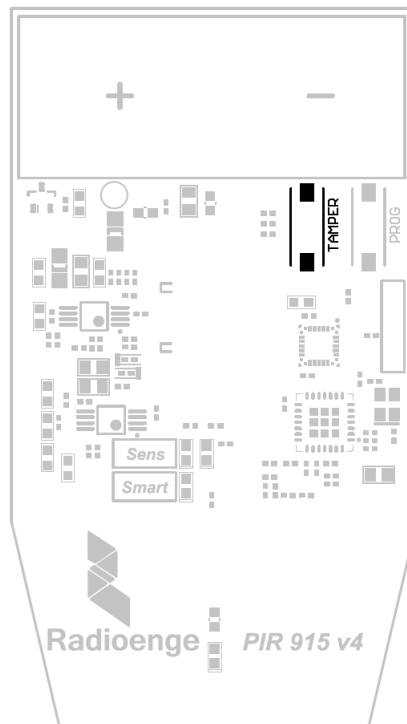 + −
TAMPER
PROG
Sens
Smart
Radioenge PIR 915 v4